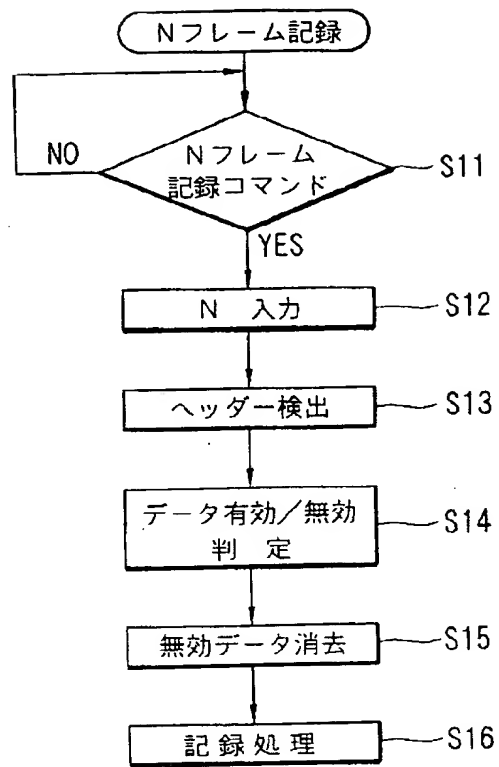 Nフレーム記録
NO
Nフレーム
記録コマンド
S11
YES
N 入力
S12
ヘッダー検出
S13
データ有効/無効
判 定
S14
無効データ消去
S15
記録処理
S16